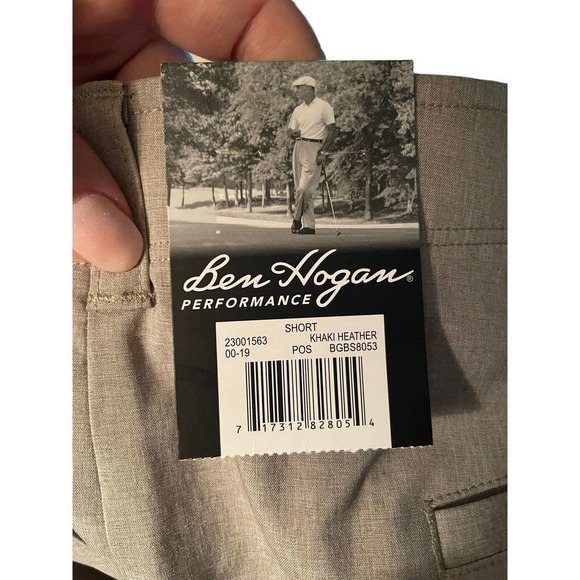 Ben Hogan®
PERFORMANCE
SHORT
23001563 KHAKI HEATHER
00-19 POS BGBS8053
7 17312 82805 4